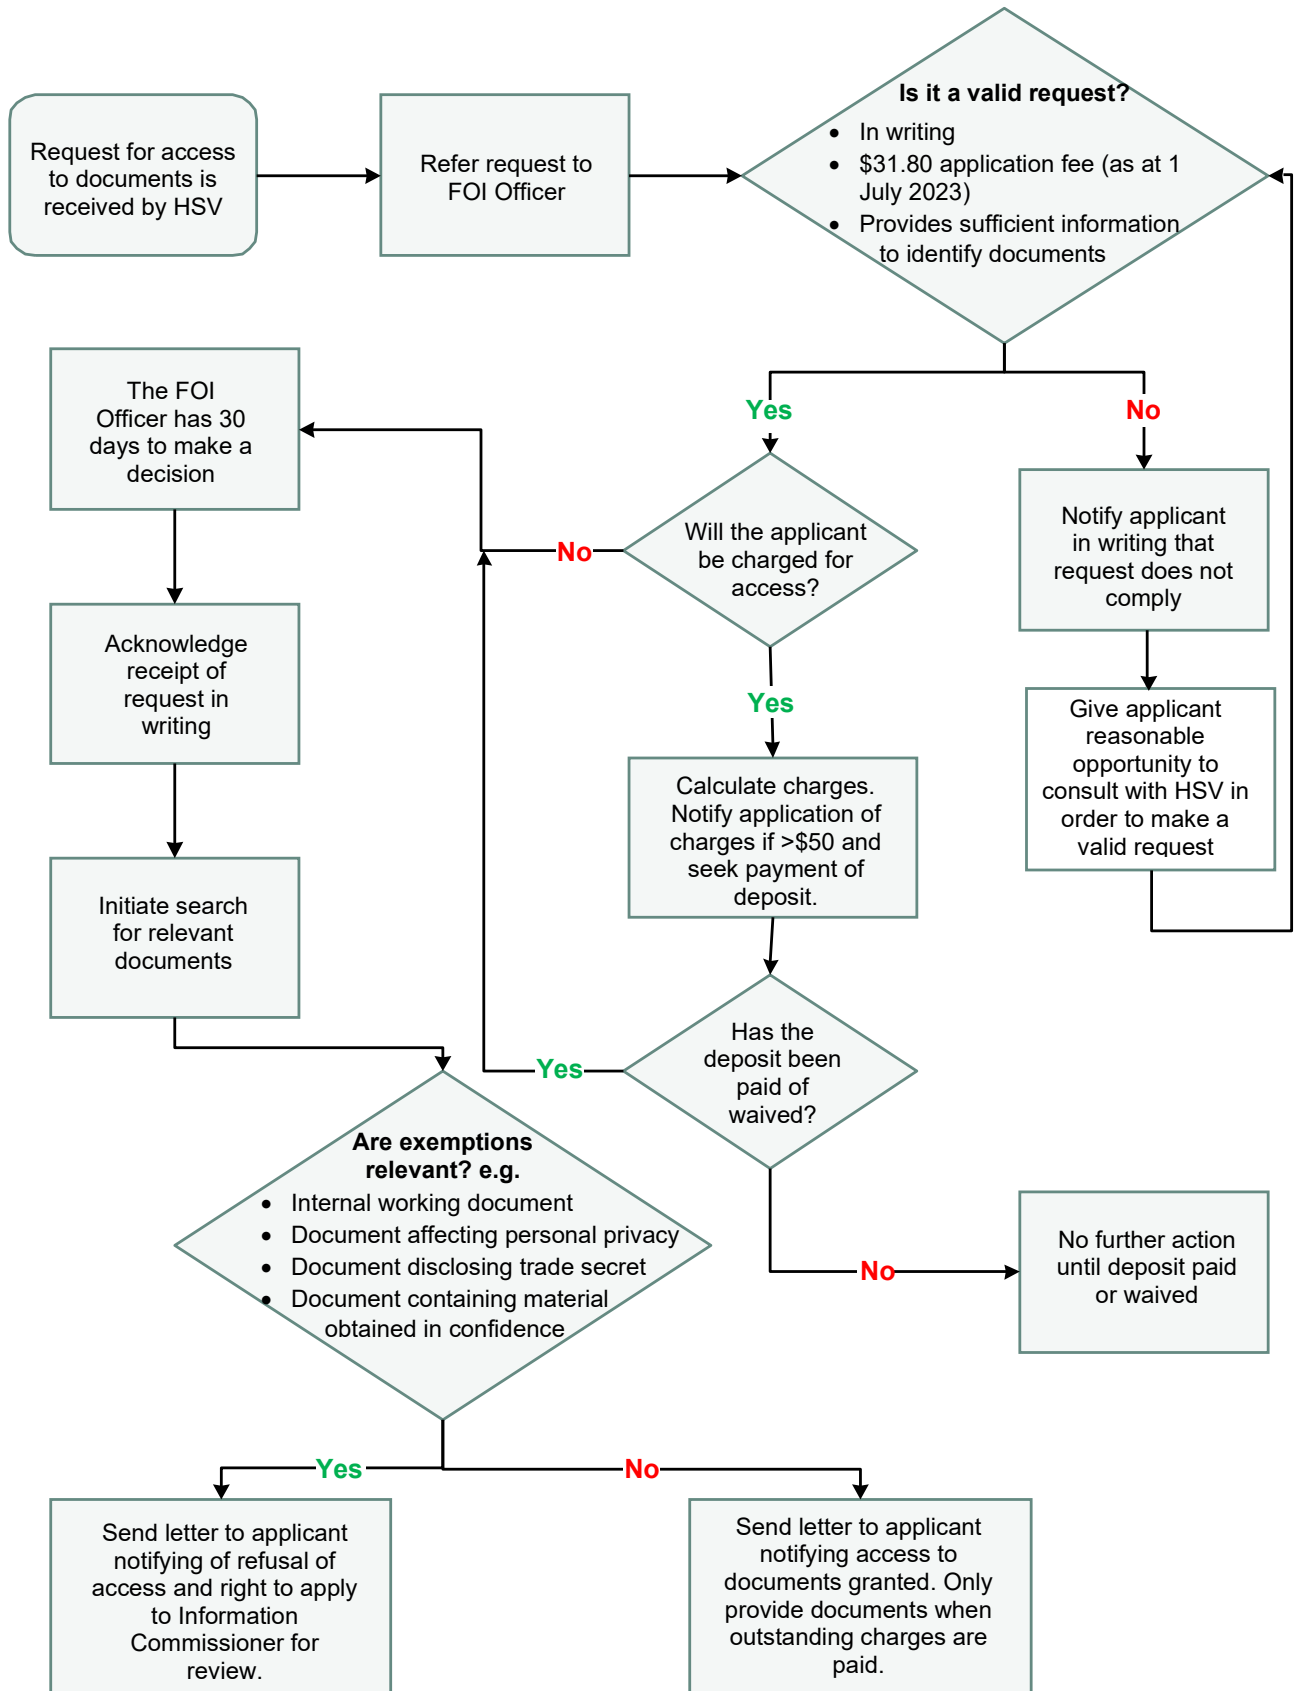 Request for access
to documents is
received by HSV
Refer request to
FOI Officer
Is it a valid request?
• In writing
• $31.80 application fee (as at 1
July 2023)
• Provides sufficient information
to identify documents
Yes
No
The FOI
Officer has 30
days to make a
decision
Will the applicant
be charged for
access?
No
Yes
Notify applicant
in writing that
request does not
comply
Give applicant
reasonable
opportunity to
consult with HSV in
order to make a
valid request
Acknowledge
receipt of
request in
writing
Calculate charges.
Notify application of
charges if >$50 and
seek payment of
deposit.
Initiate search
for relevant
documents
Has the
deposit been
paid of
waived?
Yes
No
No further action
until deposit paid
or waived
Are exemptions
relevant? e.g.
• Internal working document
• Document affecting personal privacy
• Document disclosing trade secret
• Document containing material
obtained in confidence
Yes
No
Send letter to applicant
notifying of refusal of
access and right to apply
to Information
Commissioner for
review.
Send letter to applicant
notifying access to
documents granted. Only
provide documents when
outstanding charges are
paid.